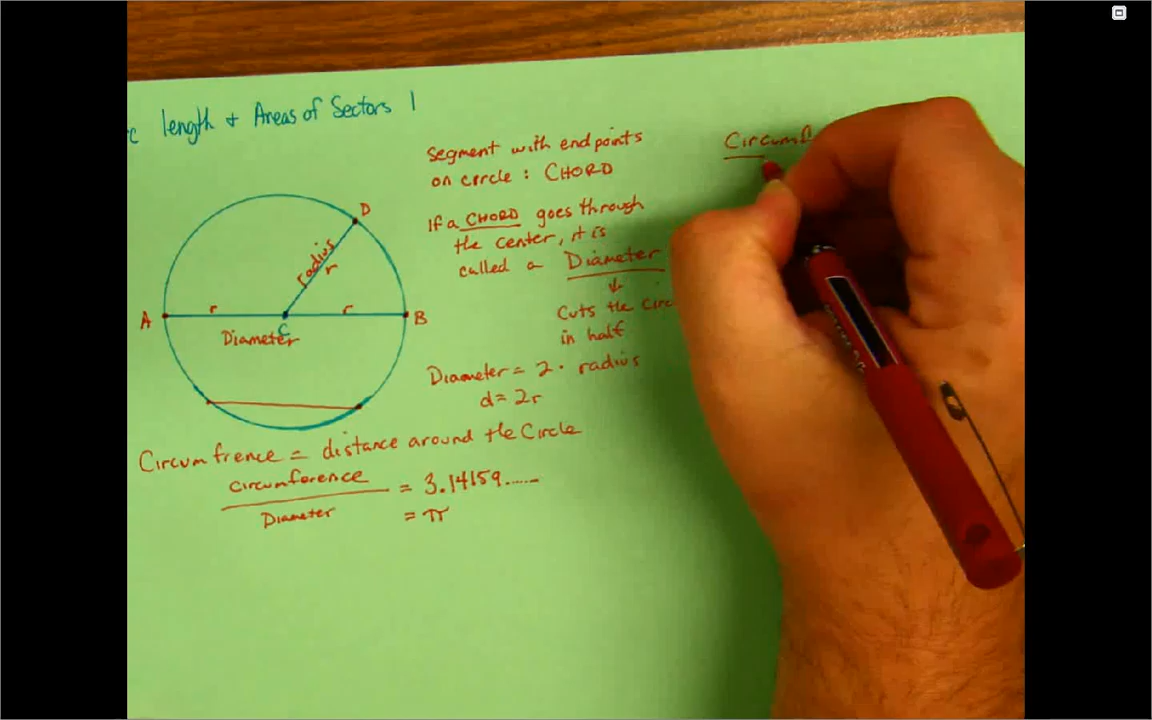 c length + Areas of Sectors 1
Segment with endpoints
on circle : CHORD
If a CHORD goes through
the center, it is
called a Diameter
↓
Cuts the Circ
in half
Diameter = 2 · radius
d = 2r
D
radius
r
A
r
C
r
B
Diameter
Circumfrence = distance around the Circle
circumference
Diameter
= 3.14159......
= π
Circumf